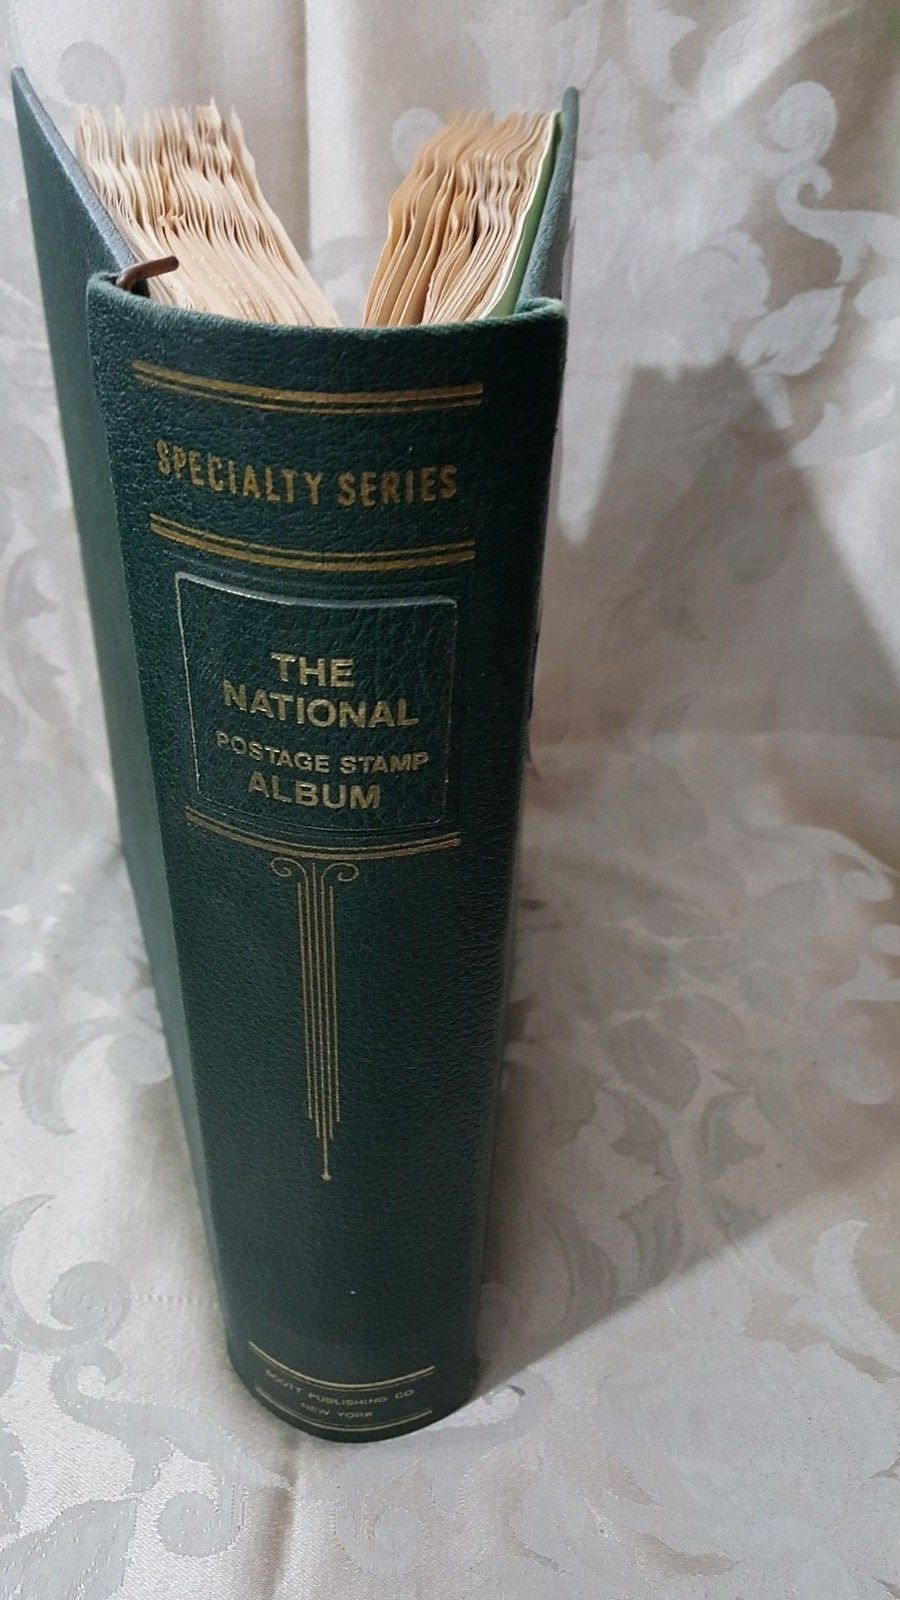 SPECIALTY SERIES
THE
NATIONAL
POSTAGE STAMP
ALBUM
SCOTT PUBLISHING CO
NEW YORK